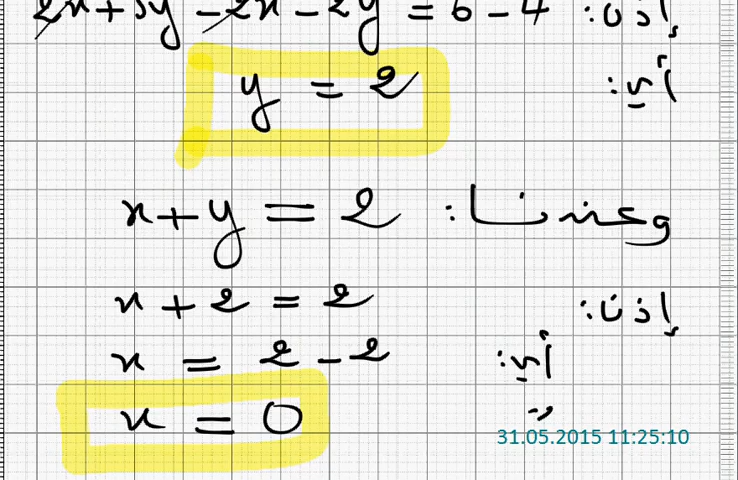 إذن: 2x + 3y - 2x - 2y = 6 - 4
أي: y = 2
وعندنا: x + y = 2
إذن: x + 2 = 2
أي: x = 2 - 2
x = 0
31.05.2015 11:25:10